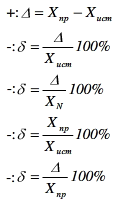 +: Δ = X_пр − X_ист
-: δ = Δ / X_ист 100%
-: δ = Δ / X_N 100%
-: δ = X_пр / X_ист 100%
-: δ = Δ / X_пр 100%